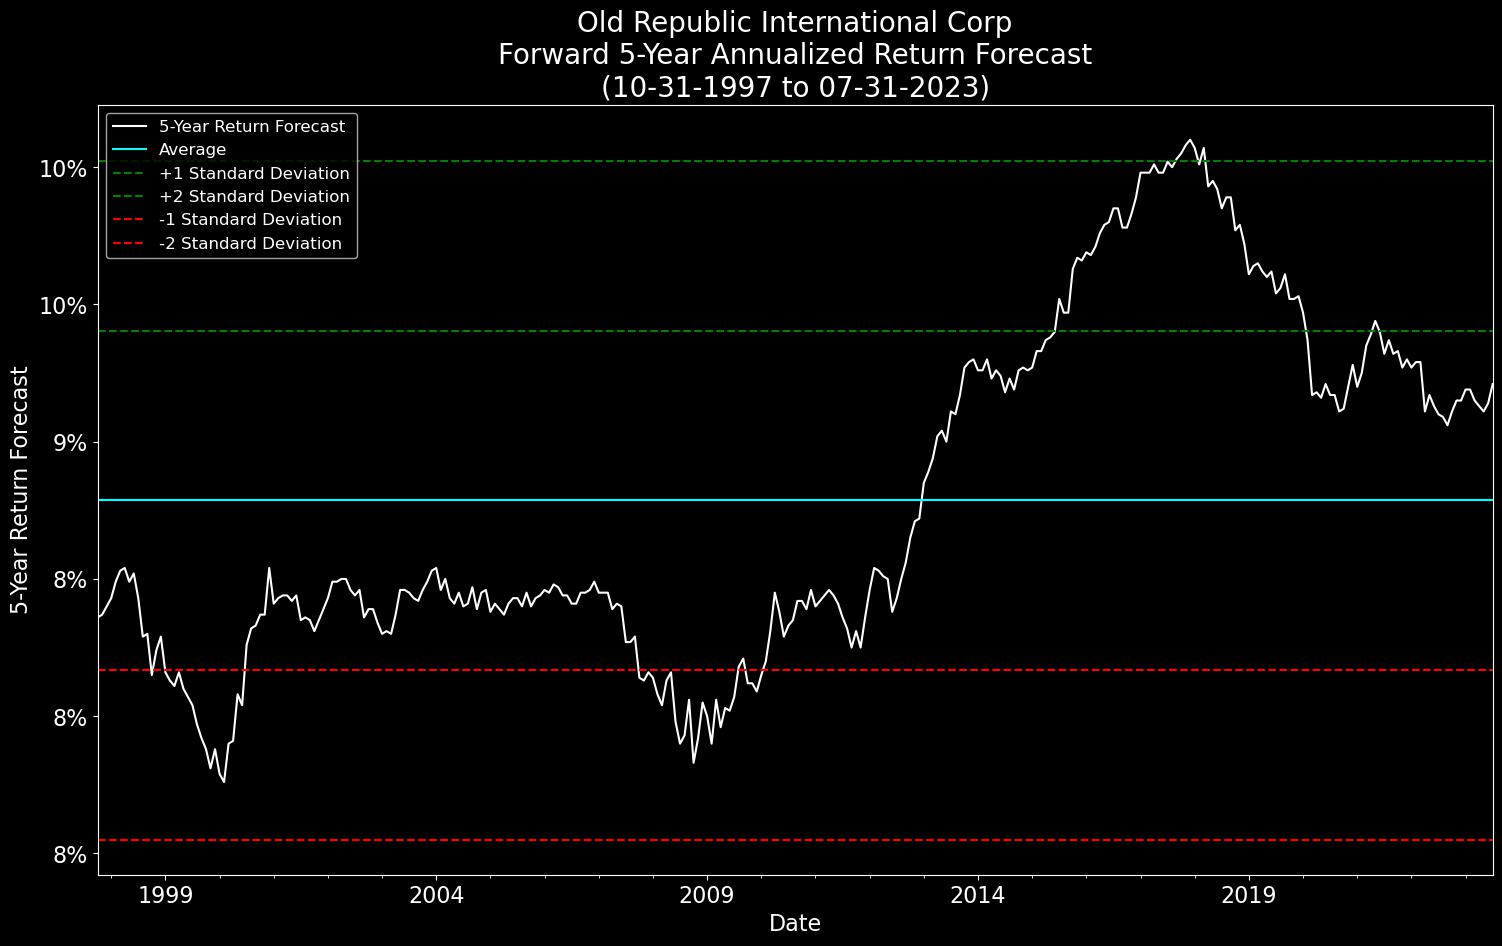 Old Republic International Corp
Forward 5-Year Annualized Return Forecast
(10-31-1997 to 07-31-2023)
5-Year Return Forecast
Average
+1 Standard Deviation
+2 Standard Deviation
-1 Standard Deviation
-2 Standard Deviation
10%
10%
9%
8%
8%
8%
5-Year Return Forecast
1999
2004
2009
2014
2019
Date